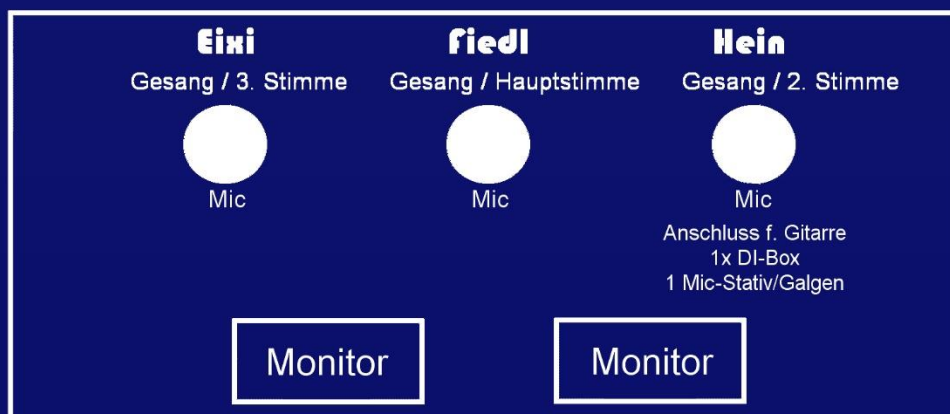 Eixi Fiedl Hein
Gesang / 3. Stimme Gesang / Hauptstimme Gesang / 2. Stimme
Mic Mic Mic
Anschluss f. Gitarre
1x DI-Box
1 Mic-Stativ/Galgen
Monitor Monitor